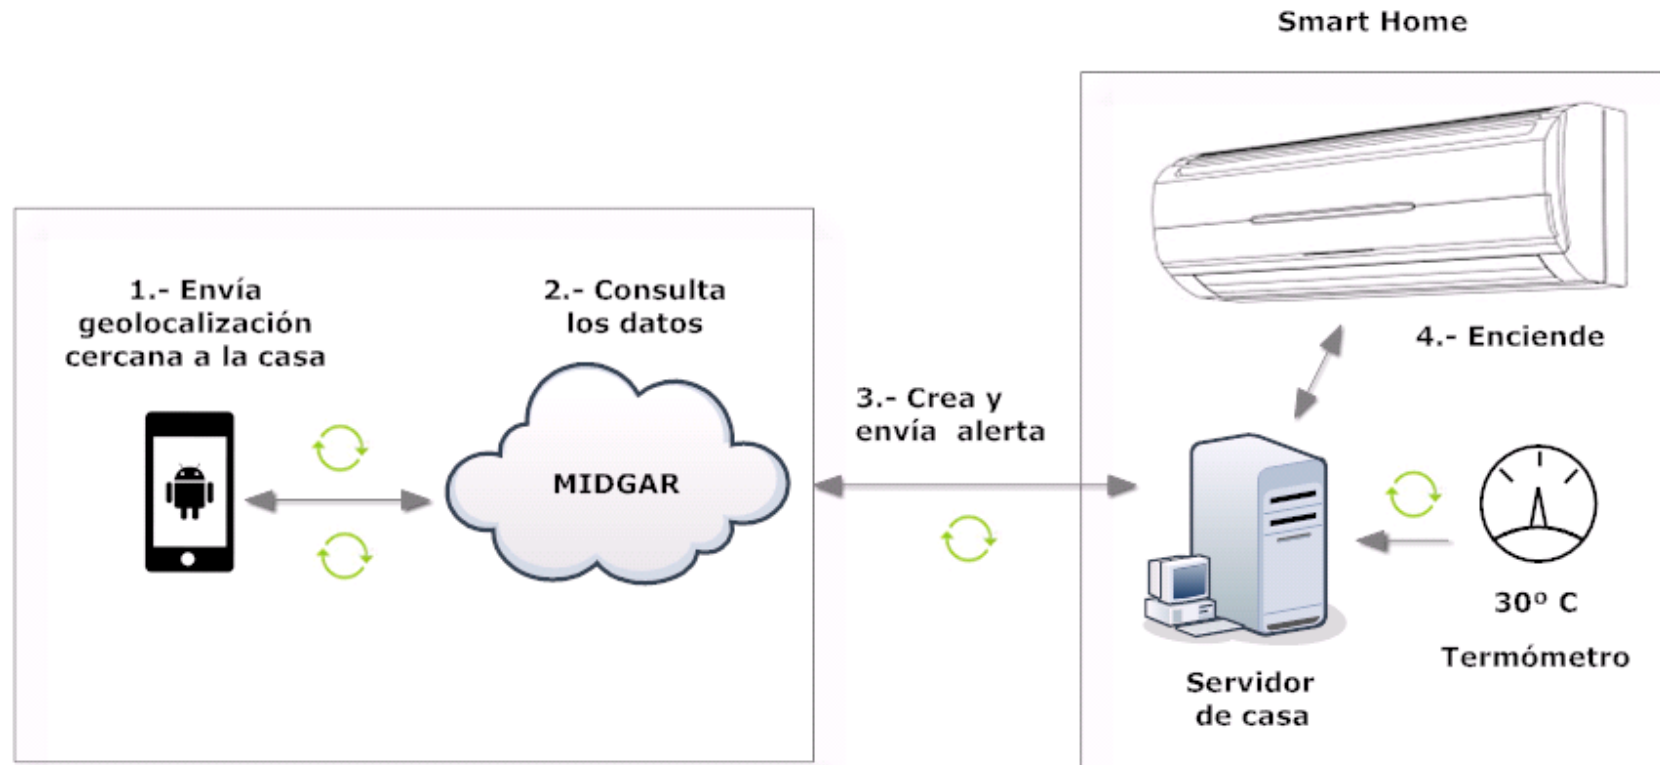 Smart Home
1.- Envía
geolocalización
cercana a la casa
2.- Consulta
los datos
MIDGAR
3.- Crea y
envía alerta
4.- Enciende
30º C
Termómetro
Servidor
de casa